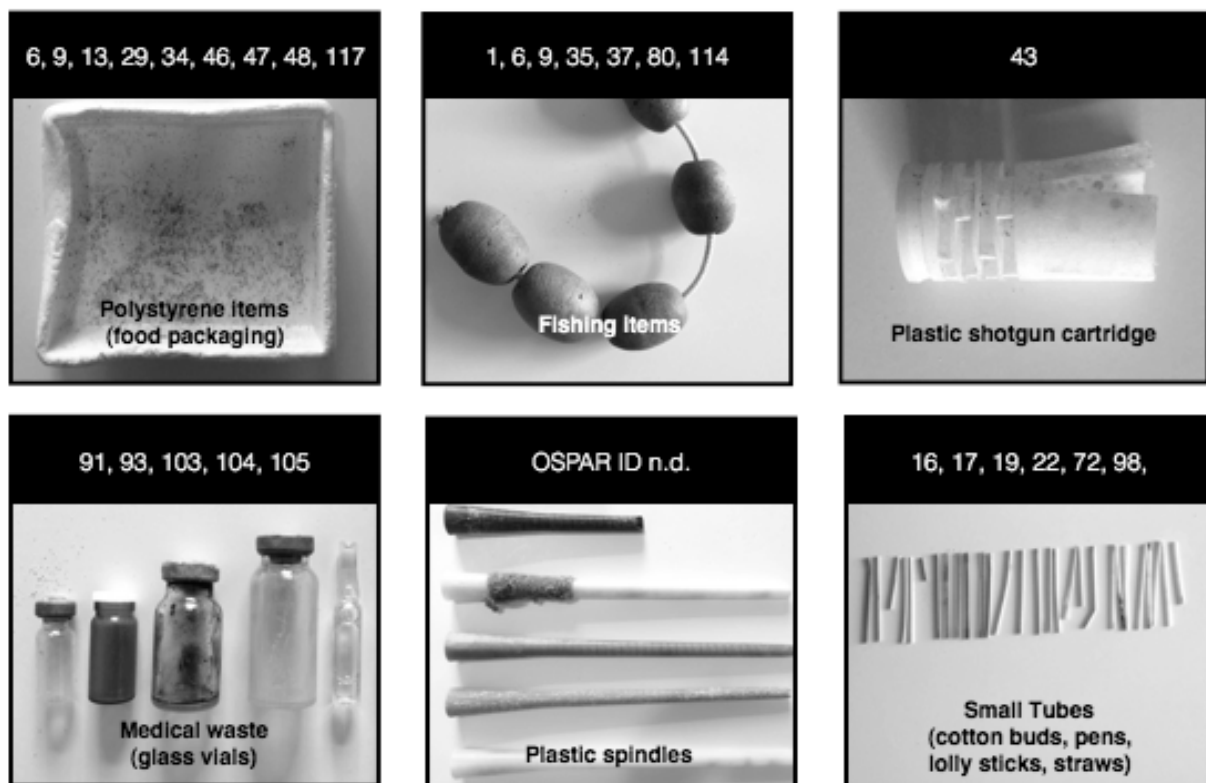 6, 9, 13, 29, 34, 46, 47, 48, 117
Polystyrene items
(food packaging)
1, 6, 9, 35, 37, 80, 114
Fishing Items
43
Plastic shotgun cartridge
91, 93, 103, 104, 105
Medical waste
(glass vials)
OSPAR ID n.d.
Plastic spindles
16, 17, 19, 22, 72, 98,
Small Tubes
(cotton buds, pens,
lolly sticks, straws)